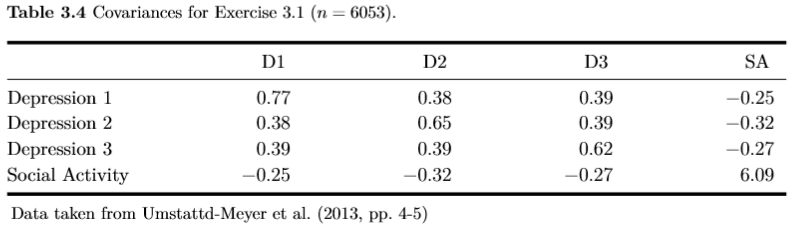 Table 3.4 Covariances for Exercise 3.1 (n = 6053).
D1 D2 D3 SA
Depression 1 0.77 0.38 0.39 −0.25
Depression 2 0.38 0.65 0.39 −0.32
Depression 3 0.39 0.39 0.62 −0.27
Social Activity −0.25 −0.32 −0.27 6.09
Data taken from Umstattd-Meyer et al. (2013, pp. 4-5)